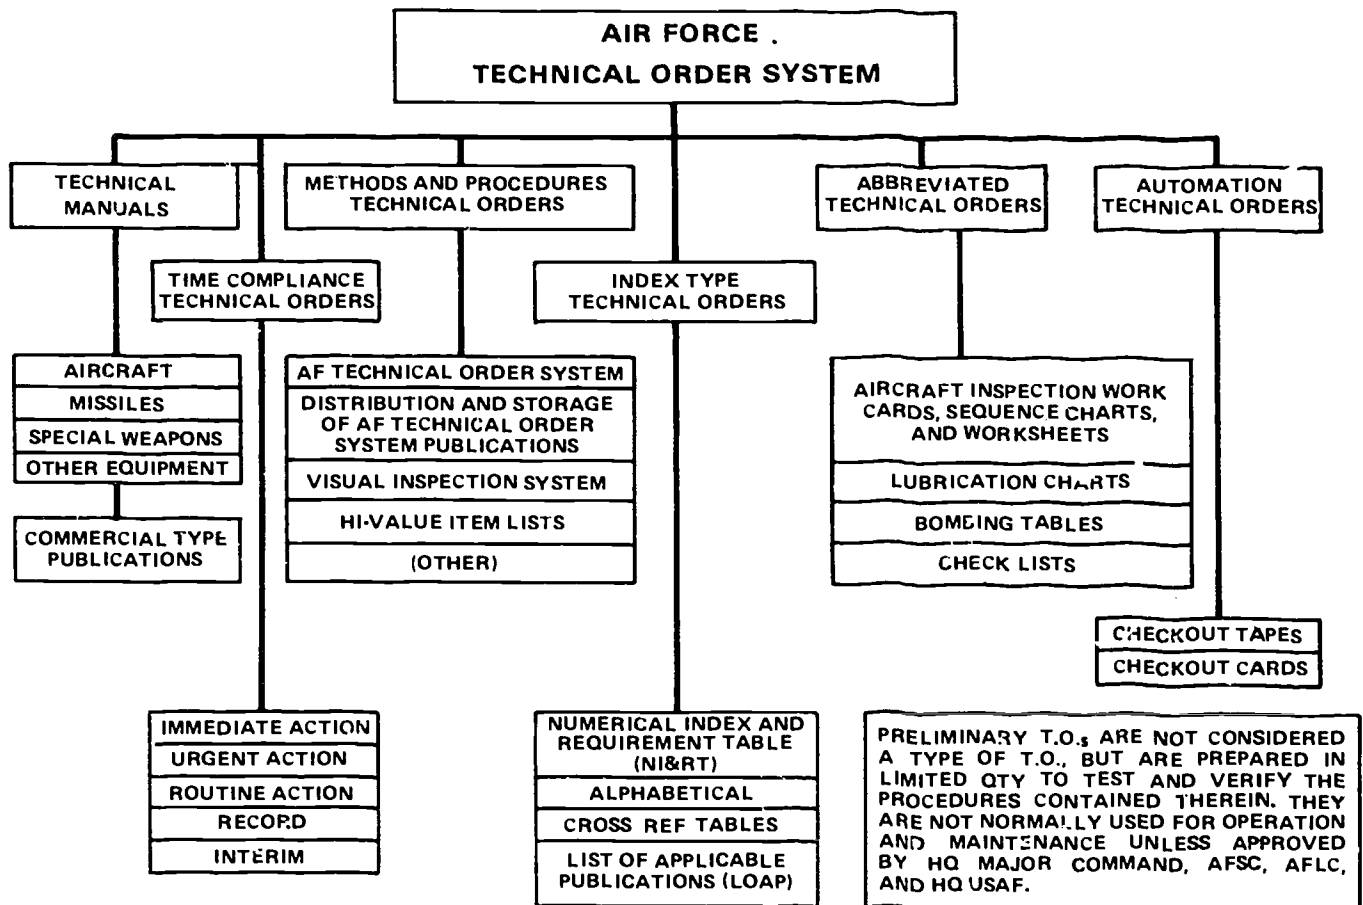 AIR FORCE .
TECHNICAL ORDER SYSTEM
TECHNICAL
MANUALS
METHODS AND PROCEDURES
TECHNICAL ORDERS
ABBREVIATED
TECHNICAL ORDERS
AUTOMATION
TECHNICAL ORDERS
TIME COMPLIANCE
TECHNICAL ORDERS
INDEX TYPE
TECHNICAL ORDERS
AIRCRAFT
MISSILES
SPECIAL WEAPONS
OTHER EQUIPMENT
COMMERCIAL TYPE
PUBLICATIONS
AF TECHNICAL ORDER SYSTEM
DISTRIBUTION AND STORAGE
OF AF TECHNICAL ORDER
SYSTEM PUBLICATIONS
VISUAL INSPECTION SYSTEM
HI-VALUE ITEM LISTS
(OTHER)
AIRCRAFT INSPECTION WORK
CARDS, SEQUENCE CHARTS,
AND WORKSHEETS
LUBRICATION CHARTS
BOMBING TABLES
CHECK LISTS
CHECKOUT TAPES
CHECKOUT CARDS
IMMEDIATE ACTION
URGENT ACTION
ROUTINE ACTION
RECORD
INTERIM
NUMERICAL INDEX AND
REQUIREMENT TABLE
(NI&RT)
ALPHABETICAL
CROSS REF TABLES
LIST OF APPLICABLE
PUBLICATIONS (LOAP)
PRELIMINARY T.O.s ARE NOT CONSIDERED
A TYPE OF T.O., BUT ARE PREPARED IN
LIMITED QTY TO TEST AND VERIFY THE
PROCEDURES CONTAINED THEREIN. THEY
ARE NOT NORMALLY USED FOR OPERATION
AND MAINTENANCE UNLESS APPROVED
BY HQ MAJOR COMMAND, AFSC, AFLC,
AND HQ USAF.